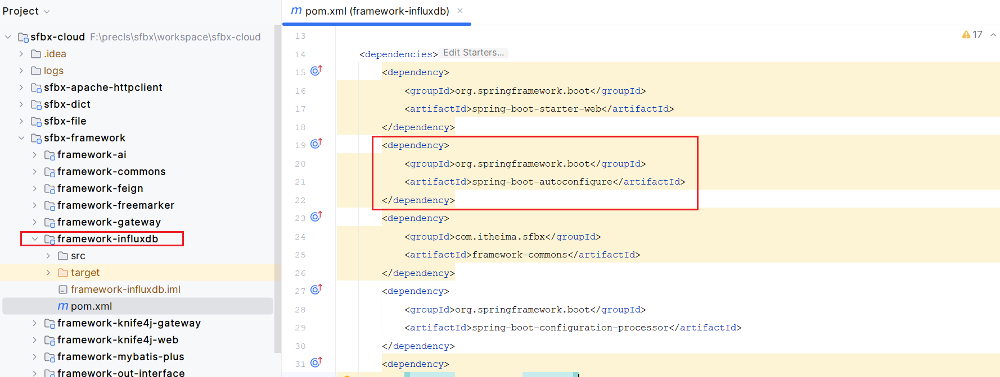 Project
sfbx-cloud F:\precls\sfbx\workspace\sfbx-cloud
.idea
logs
sfbx-apache-httpclient
sfbx-dict
sfbx-file
sfbx-framework
framework-ai
framework-commons
framework-feign
framework-freemarker
framework-gateway
framework-influxdb
src
target
framework-influxdb.iml
m pom.xml
framework-knife4j-gateway
framework-knife4j-web
framework-mybatis-plus
framework-out-interface
m pom.xml (framework-influxdb) ×
17
13
14 <dependencies> Edit Starters...
15 <dependency>
16 <groupId>org.springframework.boot</groupId>
17 <artifactId>spring-boot-starter-web</artifactId>
18 </dependency>
19 <dependency>
20 <groupId>org.springframework.boot</groupId>
21 <artifactId>spring-boot-autoconfigure</artifactId>
22 </dependency>
23 <dependency>
24 <groupId>com.itheima.sfbx</groupId>
25 <artifactId>framework-commons</artifactId>
26 </dependency>
27 <dependency>
28 <groupId>org.springframework.boot</groupId>
29 <artifactId>spring-boot-configuration-processor</artifactId>
30 </dependency>
31 <dependency>